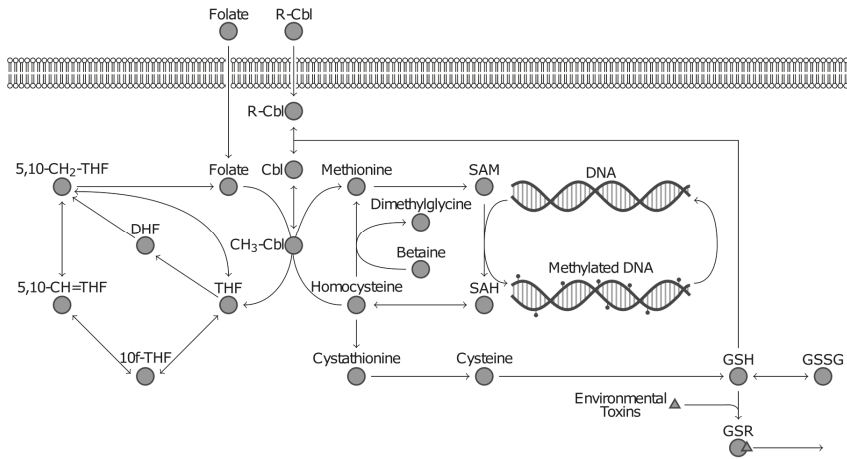 Folate
R-Cbl
R-Cbl
5,10-CH₂-THF
Folate
Cbl
Methionine
SAM
DNA
Dimethylglycine
DHF
CH₃-Cbl
Betaine
5,10-CH=THF
THF
Homocysteine
SAH
Methylated DNA
10f-THF
Cystathionine
Cysteine
GSH
GSSG
Environmental
Toxins
GSR